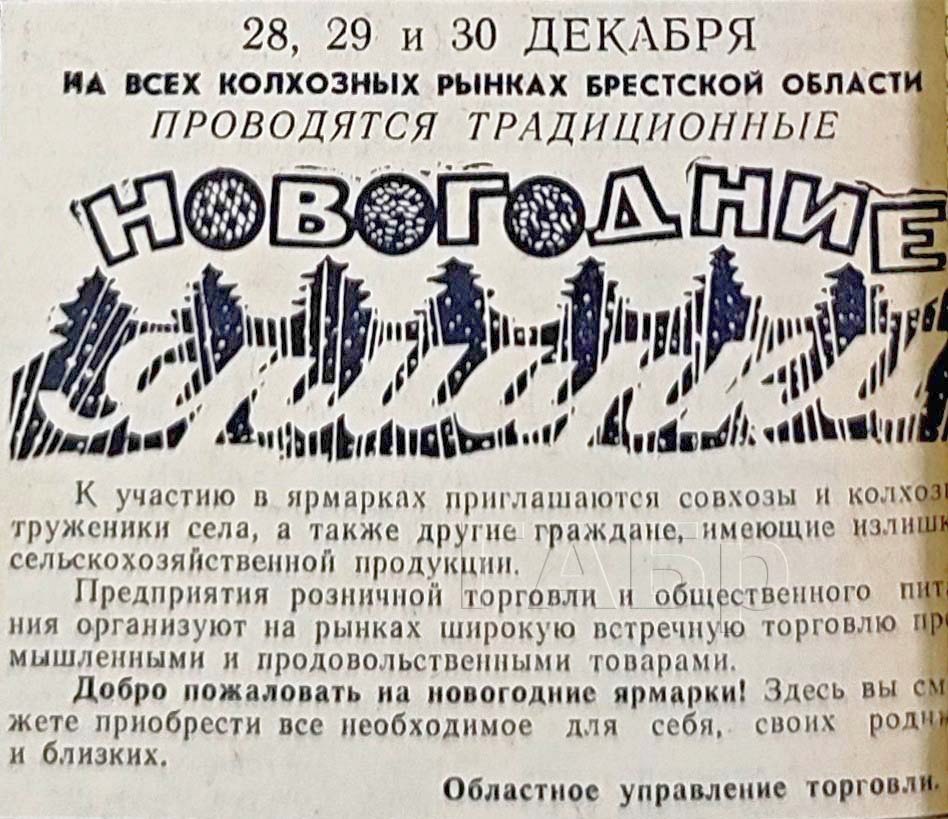 28, 29 и 30 ДЕКАБРЯ
НА ВСЕХ КОЛХОЗНЫХ РЫНКАХ БРЕСТСКОЙ ОБЛАСТИ
ПРОВОДЯТСЯ ТРАДИЦИОННЫЕ
НОВОГОДНИЕ
К участию в ярмарках приглашаются совхозы и колхоз
труженики села, а также другие граждане, имеющие излиш
сельскохозяйственной продукции.
ГАБр
Предприятия розничной торговли и общественного пит
ния организуют на рынках широкую встречную торговлю пр
мышленными и продовольственными товарами.
Добро пожаловать на новогодние ярмарки! Здесь вы см
жете приобрести все необходимое для себя, своих родн
и близких.
Областное управление торговли.